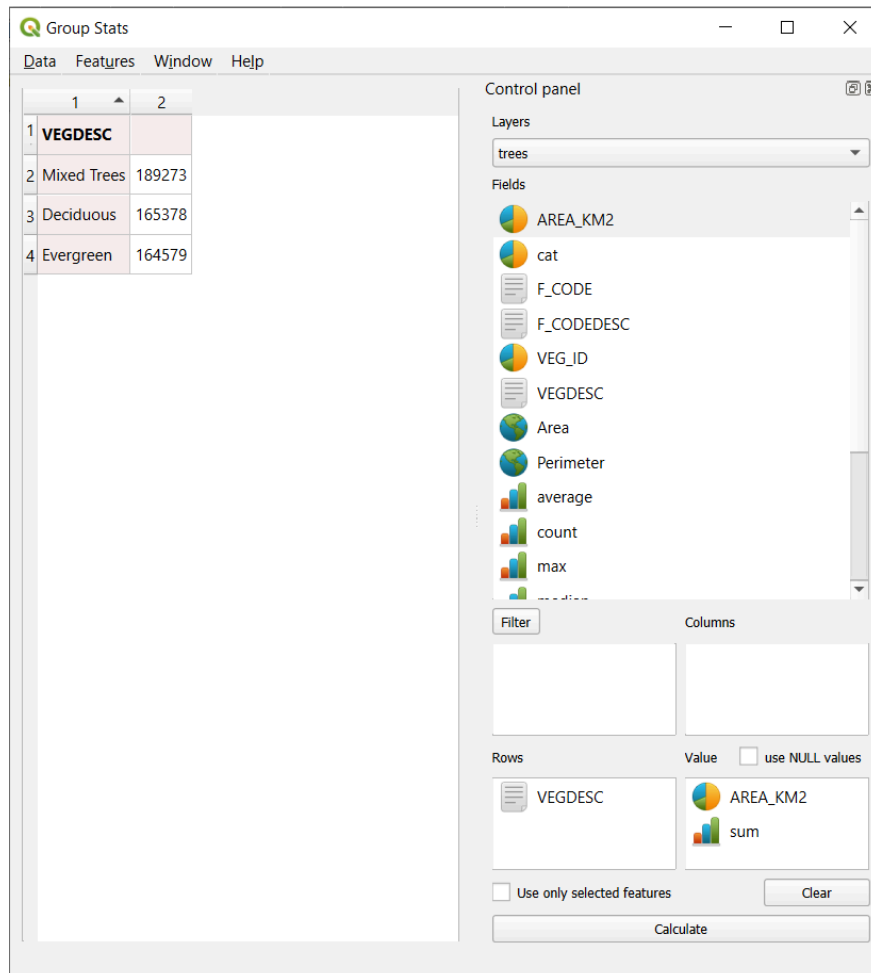 Group Stats
Data Features Window Help
1 2
1 VEGDESC
2 Mixed Trees 189273
3 Deciduous 165378
4 Evergreen 164579
Control panel
Layers
trees
Fields
AREA_KM2
cat
F_CODE
F_CODEDESC
VEG_ID
VEGDESC
Area
Perimeter
average
count
max
Filter Columns
Rows Value use NULL values
VEGDESC AREA_KM2
sum
Use only selected features Clear
Calculate